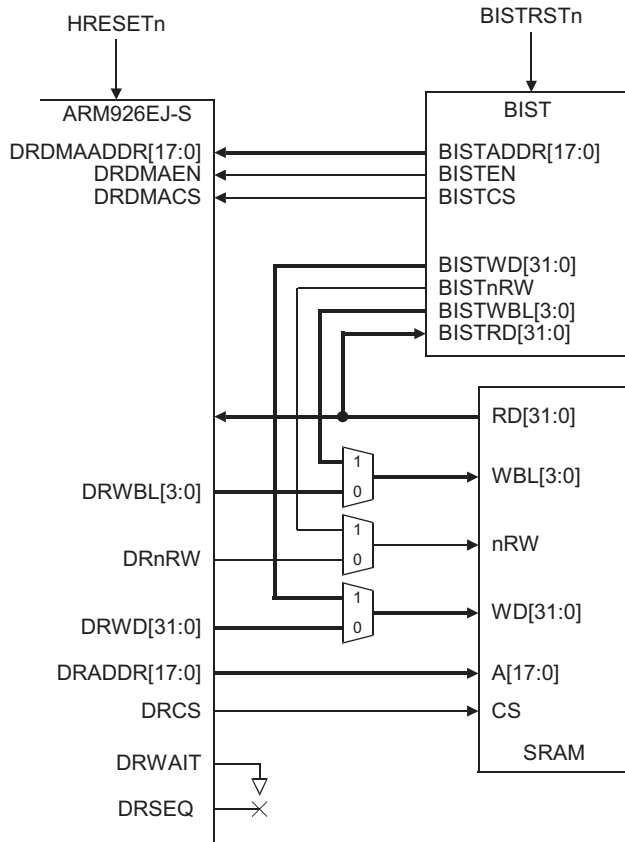 HRESETn
BISTRSTn
ARM926EJ-S
BIST
DRDMAADDR[17:0]
BISTADDR[17:0]
DRDMAEN
BISTEN
DRDMACS
BISTCS
BISTWD[31:0]
BISTnRW
BISTWBL[3:0]
BISTRD[31:0]
RD[31:0]
1
WBL[3:0]
DRWBL[3:0]
0
1
nRW
DRnRW
0
1
WD[31:0]
DRWD[31:0]
0
DRADDR[17:0]
A[17:0]
DRCS
CS
SRAM
DRWAIT
DRSEQ